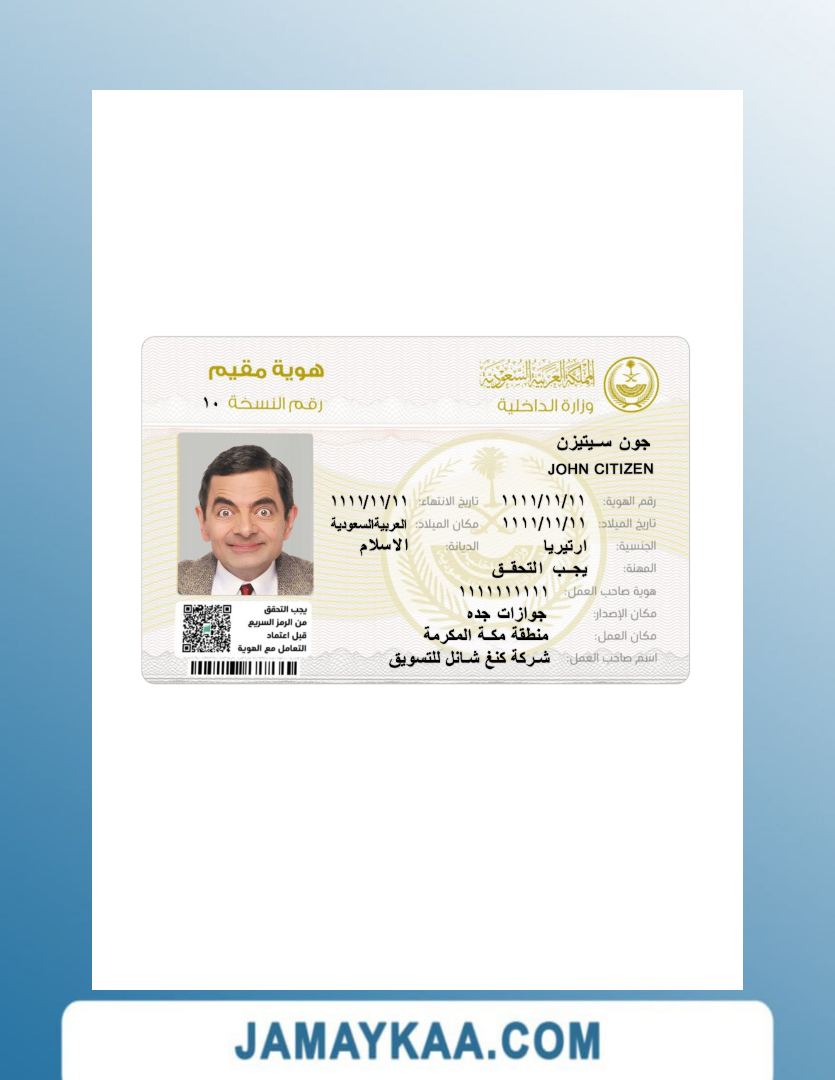 المملكة العربية السعودية
وزارة الداخلية
هوية مقيم
رقم النسخة ١٠
جون سيتيزن
JOHN CITIZEN
رقم الهوية: ١١١١/١١/١١ تاريخ الانتهاء: ١١١١/١١/١١
تاريخ الميلاد: ١١١١/١١/١١ مكان الميلاد: العربيةالسعودية
الجنسية: ارتيريا الديانة: الاسلام
المهنة: يجب التحقق
هوية صاحب العمل: ١١١١١١١١١١
مكان الإصدار: جوازات جده
مكان العمل: منطقة مكة المكرمة
اسم صاحب العمل: شركة كنغ شانل للتسويق
يجب التحقق
من الرمز السريع
قبل اعتماد
التعامل مع الهوية
JAMAYKAA.COM